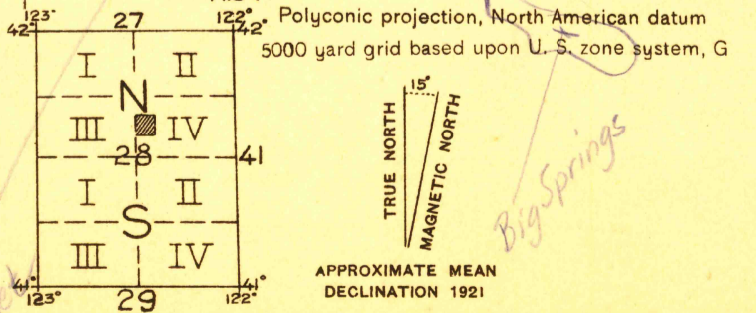 123° 27 122°
42° 42°
Polyconic projection, North American datum
5000 yard grid based upon U. S. zone system, G
I II
N
III IV
28 41
I II
S
III IV
41° 41°
123° 29 122°
15°
TRUE NORTH
MAGNETIC NORTH
APPROXIMATE MEAN
DECLINATION 1921
Big Springs